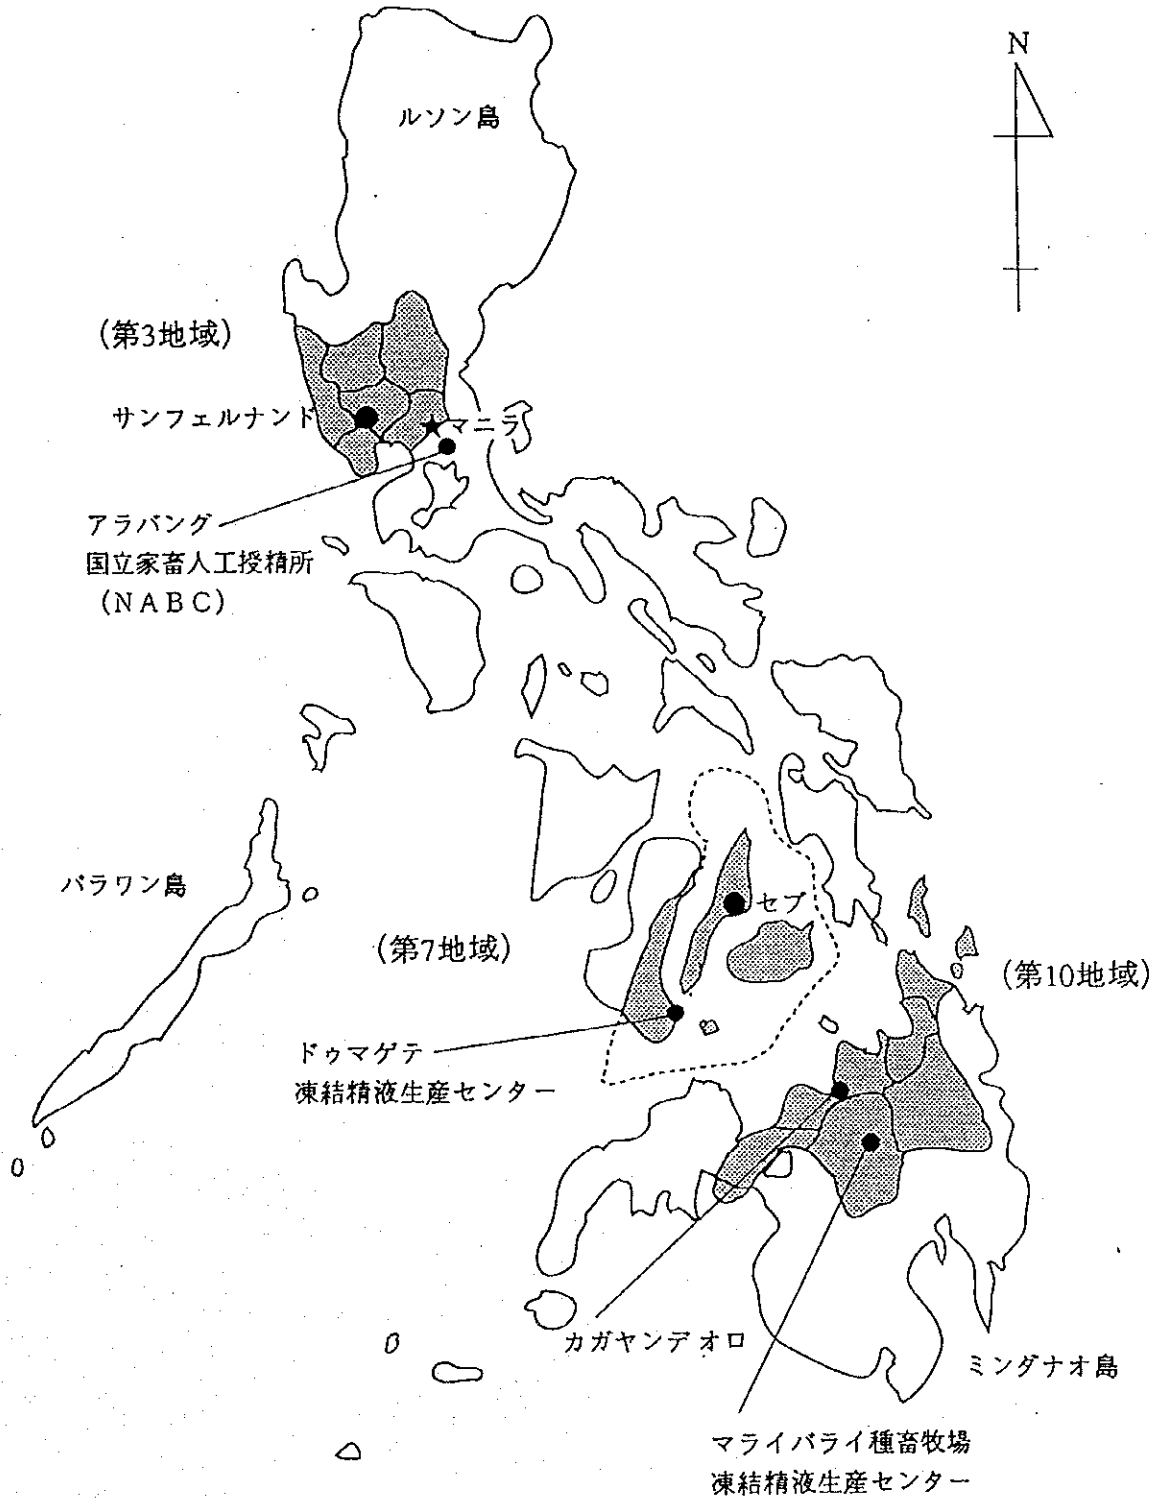 N
ルソン島
(第3地域)
サンフェルナンド
マニラ
アラバング
国立家畜人工授精所
(NABC)
パラワン島
セブ
(第7地域)
(第10地域)
ドゥマゲテ
凍結精液生産センター
カガヤンデオロ
ミンダナオ島
マライバライ種畜牧場
凍結精液生産センター